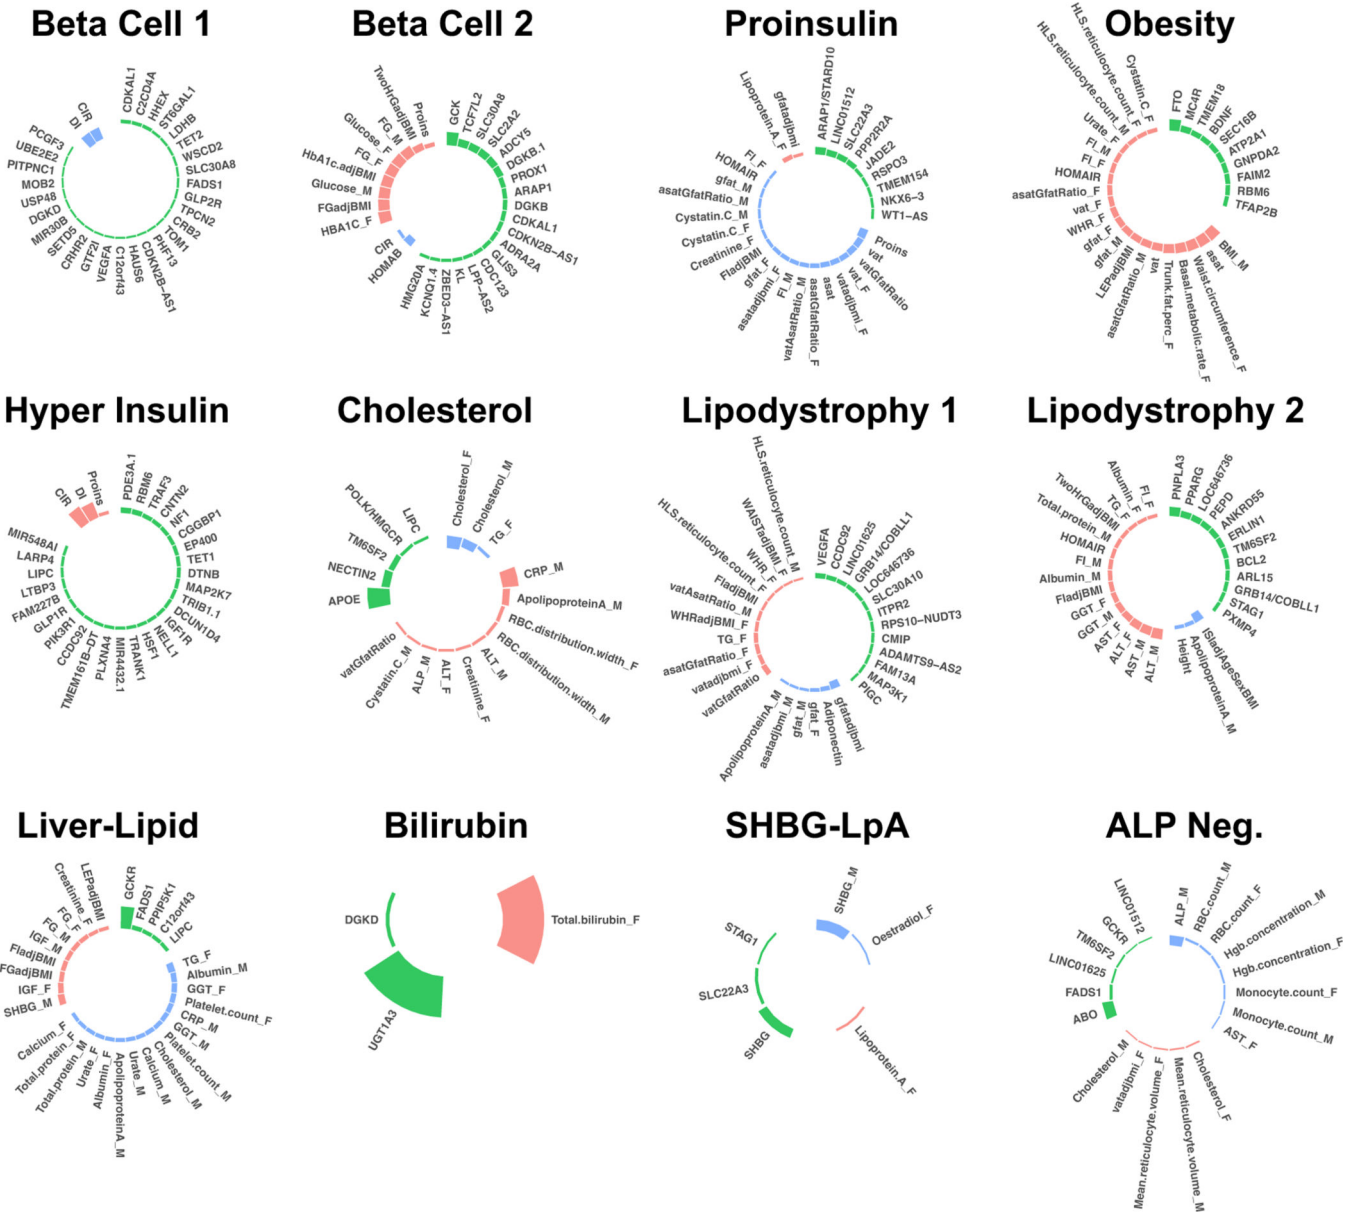 Beta Cell 1
CIR
DI
CDKAL1
C2CD4A
HHEX
ST6GAL1
LDHB
TET2
WSCD2
SLC30A8
FADS1
GLP2R
TPCN2
CRB2
TOM1
PHF13
CDKN2B−AS1
HAUS6
C12orf43
VEGFA
GTF2I
CRHR2
SETD5
MIR30B
DGKD
USP48
MOB2
PITPNC1
UBE2E2
PCGF3
Beta Cell 2
GCK
TCF7L2
SLC30A8
SLC2A2
ADCY5
DGKB.1
PROX1
ARAP1
DGKB
CDKAL1
CDKN2B−AS1
ADRA2A
GLIS3
CDC123
LPP−AS2
KL
ZBED3−AS1
KCNQ1.4
HMG20A
HOMAB
CIR
HBA1C_F
FGadjBMI
Glucose_M
HbA1c.adjBMI
FG_F
Glucose_F
FG_M
TwoHrGadjBMI
Proins
Proinsulin
ARAP1/STARD10
LINC01512
SLC22A3
PPP2R2A
JADE2
RSPO3
TMEM154
NKX6−3
WT1−AS
Proins
vat
vatGfatRatio
vat_F
vatadjbmi_F
asat
asatGfatRatio_F
vatAsatRatio_M
FI_M
asatadjbmi_F
gfat_F
FIadjBMI
Creatinine_F
Cystatin.C_F
Cystatin.C_M
asatGfatRatio_M
gfat_M
HOMAIR
FI_F
Lipoprotein.A_F
gfatadjbmi
Obesity
FTO
MC4R
TMEM18
BDNF
SEC16B
ATP2A1
GNPDA2
FAIM2
RBM6
TFAP2B
BMI_M
asat
Waist.circumference_F
Basal.metabolic.rate_F
Trunk.fat.perc_F
vat
asatGfatRatio_M
LEPadjBMI
gfat_M
gfat_F
WHR_F
vat_F
asatGfatRatio_F
HOMAIR
FI_F
FI_M
Urate_F
HLS.reticulocyte.count_M
HLS.reticulocyte.count_F
Cystatin.C_F
Hyper Insulin
PDE3A.1
RBM6
TRAF3
CNTN2
NF1
CGGBP1
EP400
TET1
DTNB
MAP2K7
TRIB1.1
DCUN1D4
IGF1R
NELL1
HSF1
TRANK1
MIR4432.1
PLXNA4
TMEM161B−DT
CCDC92
PIK3R1
GLP1R
FAM227B
LTBP3
LIPC
LARP4
MIR548AI
CIR
DI
Proins
Cholesterol
Cholesterol_F
Cholesterol_M
TG_F
CRP_M
ApolipoproteinA_M
RBC.distribution.width_F
RBC.distribution.width_M
ALT_M
Creatinine_F
ALT_F
ALP_M
Cystatin.C_M
vatGfatRatio
APOE
NECTIN2
TM6SF2
POLK/HMGCR
LIPC
Lipodystrophy 1
VEGFA
CCDC92
LINC01625
GRB14/COBLL1
LOC646736
SLC30A10
ITPR2
RPS10−NUDT3
CMIP
ADAMTS9−AS2
FAM13A
MAP3K1
PIGC
gfatadjbmi
Adiponectin
gfat_F
gfat_M
asatadjbmi_M
ApolipoproteinA_M
vatGfatRatio
vatadjbmi_F
asatGfatRatio_F
TG_F
WHRadjBMI_F
vatAsatRatio_M
FIadjBMI
HLS.reticulocyte.count_F
WHR_F
WAISTadjBMI_F
HLS.reticulocyte.count_M
Lipodystrophy 2
PNPLA3
PPARG
LOC646736
PEPD
ANKRD55
ERLIN1
TM6SF2
BCL2
ARL15
GRB14/COBLL1
STAG1
PXMP4
ISIadjAgeSexBMI
ApolipoproteinA_M
Height
ALT_M
AST_M
ALT_F
AST_F
GGT_M
GGT_F
FIadjBMI
Albumin_M
FI_M
HOMAIR
Total.protein_M
TwoHrGadjBMI
TG_F
Albumin_F
FI_F
Liver-Lipid
GCKR
FADS1
PPIP5K1
C12orf43
LIPC
TG_F
Albumin_M
GGT_F
Platelet.count_F
CRP_M
GGT_M
Platelet.count_M
Cholesterol_M
Calcium_M
Urate_M
ApolipoproteinA_M
Albumin_F
Urate_F
Total.protein_M
Total.protein_F
Calcium_F
SHBG_M
IGF_F
FGadjBMI
FIadjBMI
IGF_M
FG_M
FG_F
Creatinine_F
LEPadjBMI
Bilirubin
Total.bilirubin_F
UGT1A3
DGKD
SHBG-LpA
SHBG_M
Oestradiol_F
Lipoprotein.A_F
SHBG
SLC22A3
STAG1
ALP Neg.
ALP_M
RBC.count_M
RBC.count_F
Hgb.concentration_M
Hgb.concentration_F
Monocyte.count_F
Monocyte.count_M
AST_F
Cholesterol_F
Mean.reticulocyte.volume_M
Mean.reticulocyte.volume_F
vatadjbmi_F
Cholesterol_M
ABO
FADS1
LINC01625
TM6SF2
GCKR
LINC01512